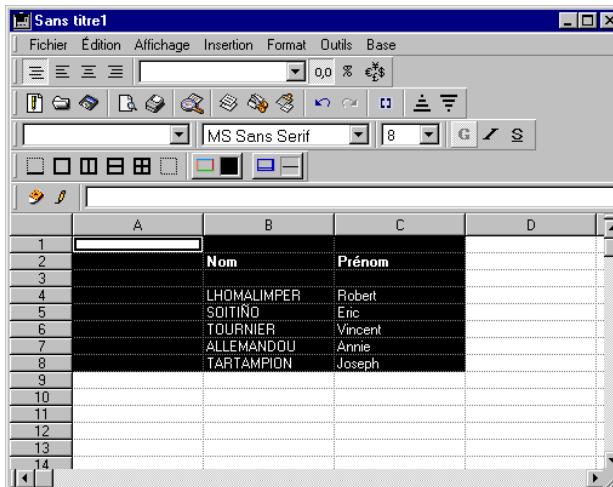 Sans titre1
Fichier Édition Affichage Insertion Format Outils Base
0,0 %
MS Sans Serif 8 G I S
A B C D
1
2 Nom Prénom
3
4 LHOMALIMPER Robert
5 SOITIÑO Eric
6 TOURNIER Vincent
7 ALLEMANDOU Annie
8 TARTAMPION Joseph
9
10
11
12
13
14